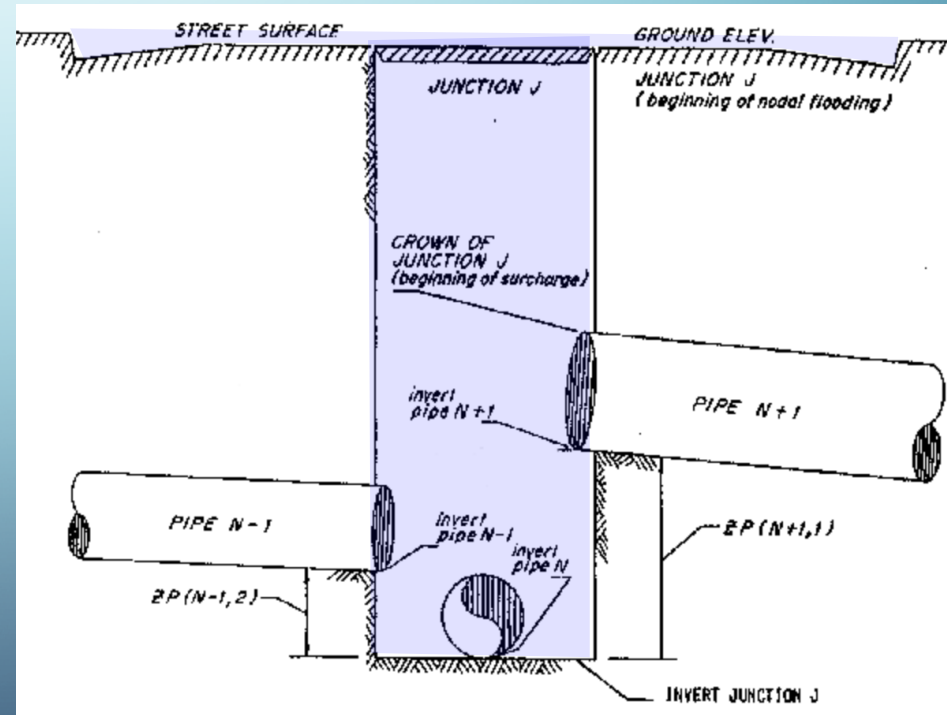 STREET SURFACE
GROUND ELEV.
JUNCTION J
JUNCTION J
(beginning of nodal flooding)
CROWN OF
JUNCTION J
(beginning of surcharge)
invert
pipe N+1
PIPE N+1
PIPE N-1
invert
pipe N-1
invert
pipe N
ZP(N+1,1)
ZP(N-1,2)
INVERT JUNCTION J